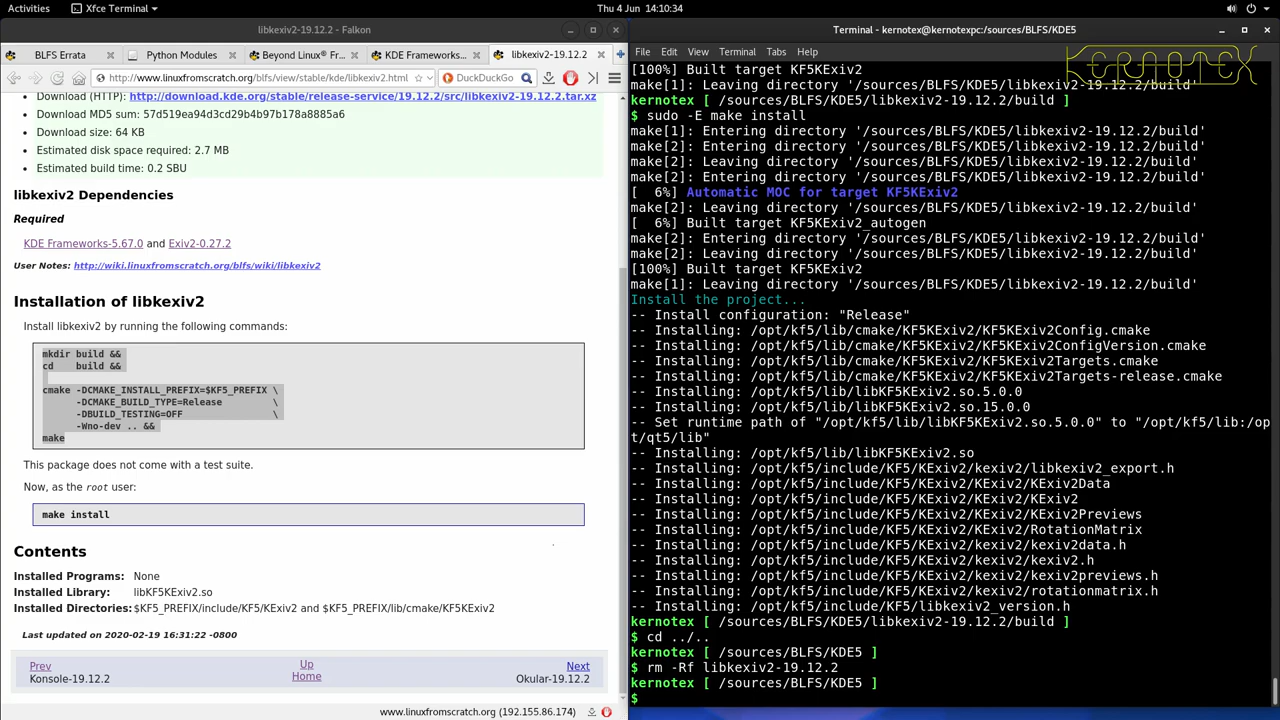 Activities
Xfce Terminal
Thu 4 Jun 14:10:34
libkexiv2-19.12.2 - Falkon
BLFS Errata
Python Modules
Beyond Linux® Fr...
KDE Frameworks...
libkexiv2-19.12.2
http://www.linuxfromscratch.org/blfs/view/stable/kde/libkexiv2.html
DuckDuckGo
Download (HTTP): http://download.kde.org/stable/release-service/19.12.2/src/libkexiv2-19.12.2.tar.xz
Download MD5 sum: 57d519ea94d3cd29b4b97b178a8885a6
Download size: 64 KB
Estimated disk space required: 2.7 MB
Estimated build time: 0.2 SBU
libkexiv2 Dependencies
Required
KDE Frameworks-5.67.0 and Exiv2-0.27.2
User Notes: http://wiki.linuxfromscratch.org/blfs/wiki/libkexiv2
Installation of libkexiv2
Install libkexiv2 by running the following commands:
mkdir build &&
cd    build &&
cmake -DCMAKE_INSTALL_PREFIX=$KF5_PREFIX \
-DCMAKE_BUILD_TYPE=Release         \
-DBUILD_TESTING=OFF                \
-Wno-dev .. &&
make
This package does not come with a test suite.
Now, as the root user:
make install
Contents
Installed Programs: None
Installed Library: libKF5KExiv2.so
Installed Directories: $KF5_PREFIX/include/KF5/KExiv2 and $KF5_PREFIX/lib/cmake/KF5KExiv2
Last updated on 2020-02-19 16:31:22 -0800
Prev
Up
Next
Konsole-19.12.2
Home
Okular-19.12.2
www.linuxfromscratch.org (192.155.86.174)
Terminal - kernotex@kernotexpc:/sources/BLFS/KDE5
File Edit View Terminal Tabs Help
KERNOTEX
[100%] Built target KF5KExiv2
make[1]: Leaving directory '/sources/BLFS/KDE5/libkexiv2-19.12.2/build'
kernotex [ /sources/BLFS/KDE5/libkexiv2-19.12.2/build ]
$ sudo -E make install
make[1]: Entering directory '/sources/BLFS/KDE5/libkexiv2-19.12.2/build'
make[2]: Entering directory '/sources/BLFS/KDE5/libkexiv2-19.12.2/build'
make[2]: Leaving directory '/sources/BLFS/KDE5/libkexiv2-19.12.2/build'
make[2]: Entering directory '/sources/BLFS/KDE5/libkexiv2-19.12.2/build'
[  6%] Automatic MOC for target KF5KExiv2
make[2]: Leaving directory '/sources/BLFS/KDE5/libkexiv2-19.12.2/build'
[  6%] Built target KF5KExiv2_autogen
make[2]: Entering directory '/sources/BLFS/KDE5/libkexiv2-19.12.2/build'
make[2]: Leaving directory '/sources/BLFS/KDE5/libkexiv2-19.12.2/build'
[100%] Built target KF5KExiv2
make[1]: Leaving directory '/sources/BLFS/KDE5/libkexiv2-19.12.2/build'
Install the project...
-- Install configuration: "Release"
-- Installing: /opt/kf5/lib/cmake/KF5KExiv2/KF5KExiv2Config.cmake
-- Installing: /opt/kf5/lib/cmake/KF5KExiv2/KF5KExiv2ConfigVersion.cmake
-- Installing: /opt/kf5/lib/cmake/KF5KExiv2/KF5KExiv2Targets.cmake
-- Installing: /opt/kf5/lib/cmake/KF5KExiv2/KF5KExiv2Targets-release.cmake
-- Installing: /opt/kf5/lib/libKF5KExiv2.so.5.0.0
-- Installing: /opt/kf5/lib/libKF5KExiv2.so.15.0.0
-- Set runtime path of "/opt/kf5/lib/libKF5KExiv2.so.5.0.0" to "/opt/kf5/lib:/op
t/qt5/lib"
-- Installing: /opt/kf5/lib/libKF5KExiv2.so
-- Installing: /opt/kf5/include/KF5/KExiv2/kexiv2/libkexiv2_export.h
-- Installing: /opt/kf5/include/KF5/KExiv2/KExiv2/KExiv2Data
-- Installing: /opt/kf5/include/KF5/KExiv2/KExiv2/KExiv2
-- Installing: /opt/kf5/include/KF5/KExiv2/KExiv2/KExiv2Previews
-- Installing: /opt/kf5/include/KF5/KExiv2/KExiv2/RotationMatrix
-- Installing: /opt/kf5/include/KF5/KExiv2/kexiv2/kexiv2data.h
-- Installing: /opt/kf5/include/KF5/KExiv2/kexiv2/kexiv2.h
-- Installing: /opt/kf5/include/KF5/KExiv2/kexiv2/kexiv2previews.h
-- Installing: /opt/kf5/include/KF5/KExiv2/kexiv2/rotationmatrix.h
-- Installing: /opt/kf5/include/KF5/libkexiv2_version.h
kernotex [ /sources/BLFS/KDE5/libkexiv2-19.12.2/build ]
$ cd ../..
kernotex [ /sources/BLFS/KDE5 ]
$ rm -Rf libkexiv2-19.12.2
kernotex [ /sources/BLFS/KDE5 ]
$